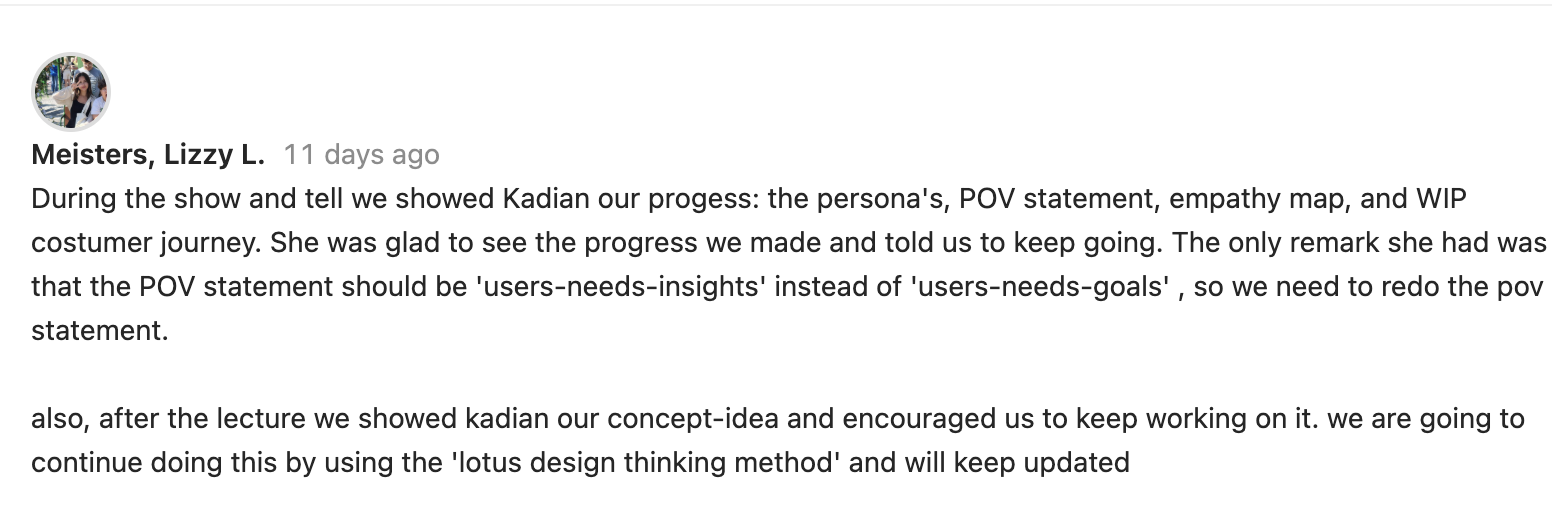 Meisters, Lizzy L. 11 days ago
During the show and tell we showed Kadian our progess: the persona's, POV statement, empathy map, and WIP
costumer journey. She was glad to see the progress we made and told us to keep going. The only remark she had was
that the POV statement should be 'users-needs-insights' instead of 'users-needs-goals' , so we need to redo the pov
statement.
also, after the lecture we showed kadian our concept-idea and encouraged us to keep working on it. we are going to
continue doing this by using the 'lotus design thinking method' and will keep updated